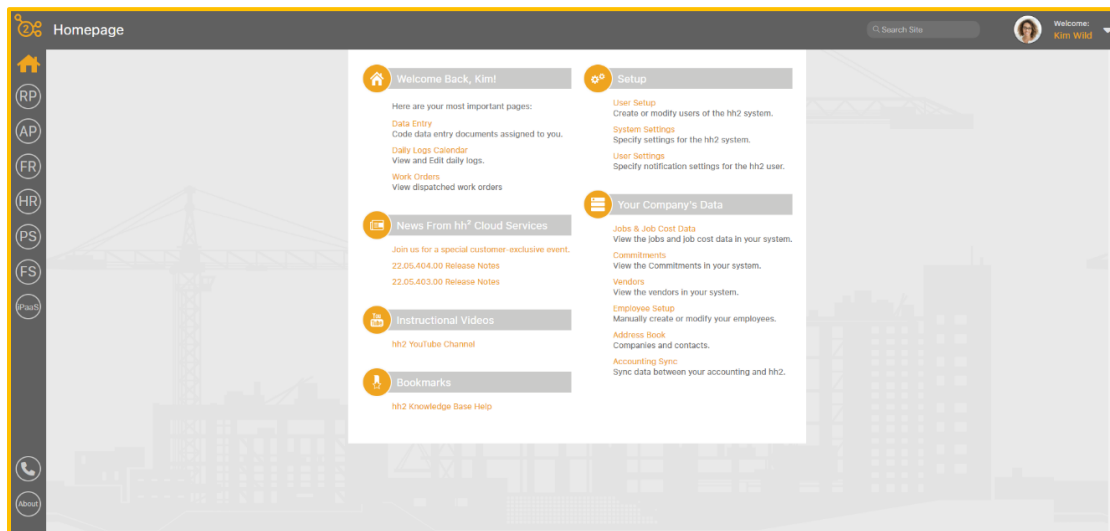 Homepage
Search Site
Welcome:
Kim Wild
RP
AP
FR
HR
PS
FS
iPaaS
About
Welcome Back, Kim!
Here are your most important pages:
Data Entry
Code data entry documents assigned to you.
Daily Logs Calendar
View and Edit daily logs.
Work Orders
View dispatched work orders
News From hh² Cloud Services
Join us for a special customer-exclusive event.
22.05.404.00 Release Notes
22.05.403.00 Release Notes
You
Tube
Instructional Videos
hh2 YouTube Channel
Bookmarks
hh2 Knowledge Base Help
Setup
User Setup
Create or modify users of the hh2 system.
System Settings
Specify settings for the hh2 system.
User Settings
Specify notification settings for the hh2 user.
Your Company's Data
Jobs & Job Cost Data
View the jobs and job cost data in your system.
Commitments
View the Commitments in your system.
Vendors
View the vendors in your system.
Employee Setup
Manually create or modify your employees.
Address Book
Companies and contacts.
Accounting Sync
Sync data between your accounting and hh2.